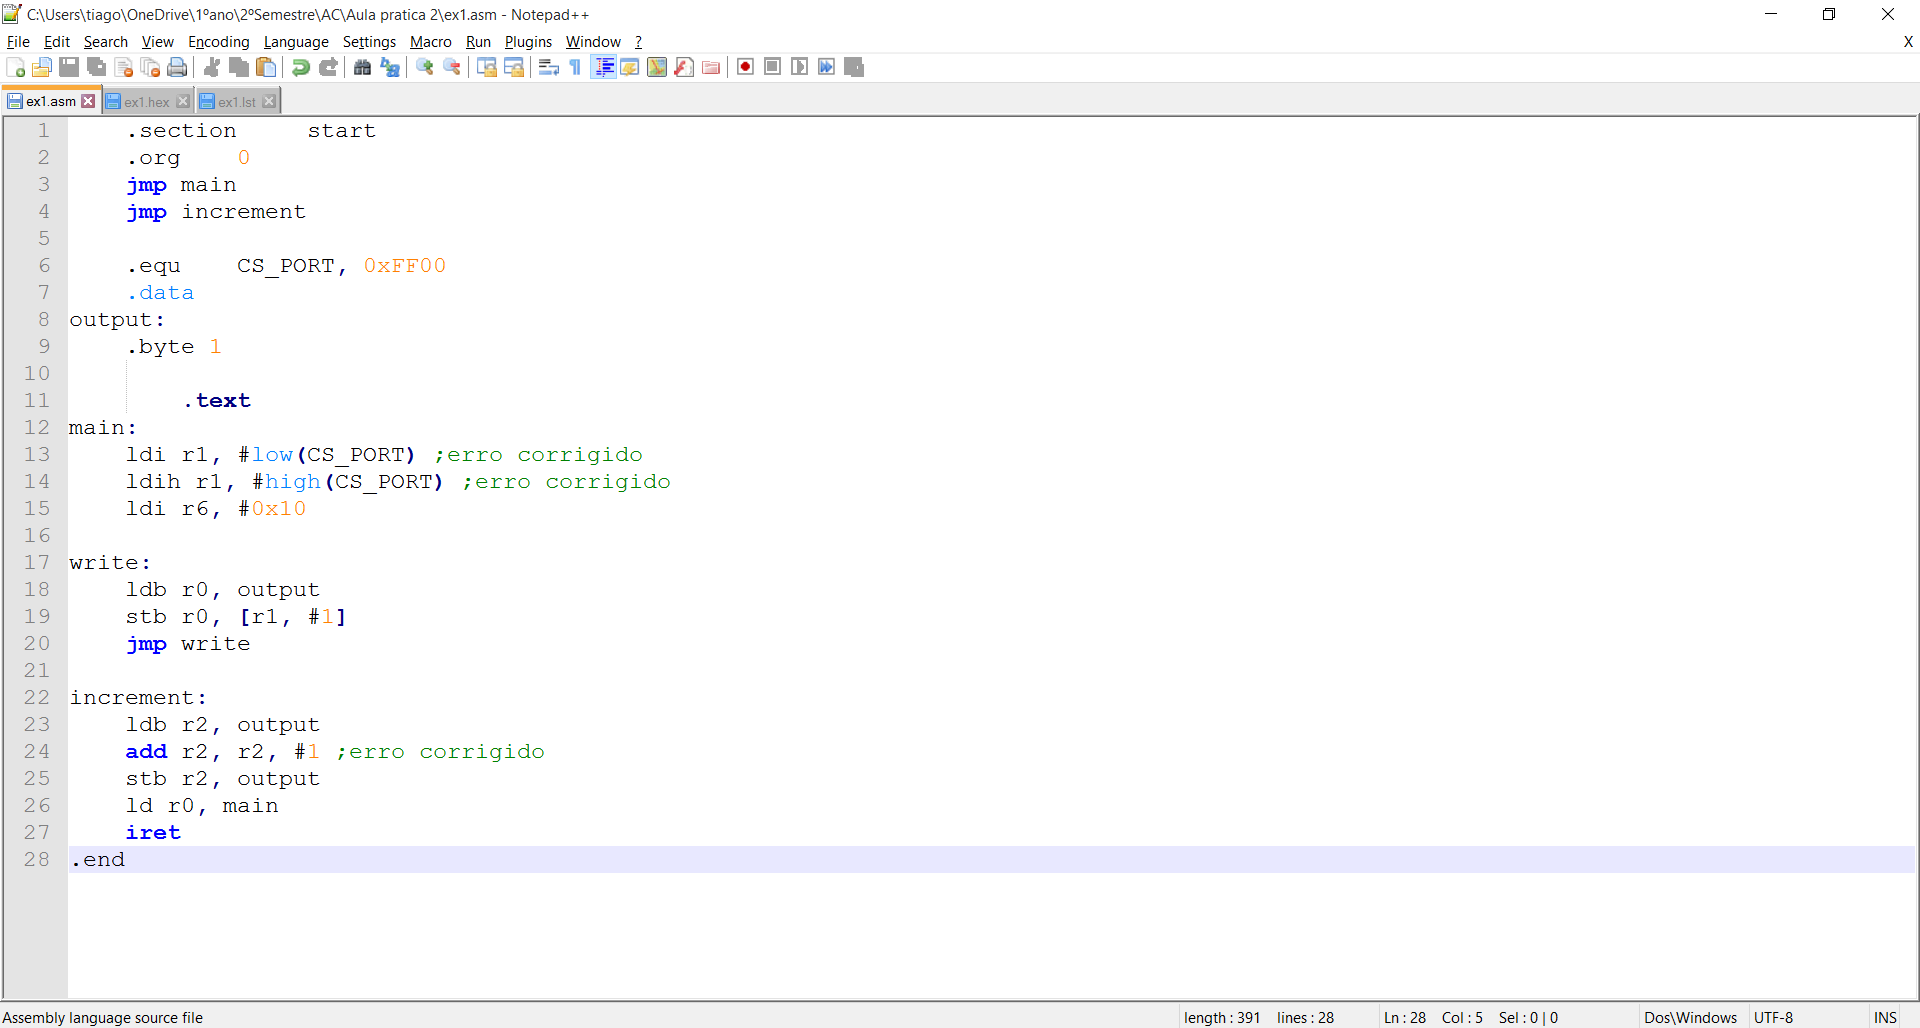 C:\Users\tiago\OneDrive\1ºano\2ºSemestre\AC\Aula pratica 2\ex1.asm - Notepad++
File Edit Search View Encoding Language Settings Macro Run Plugins Window ? X
ex1.asm ex1.hex ex1.lst
1 .section start
2 .org 0
3 jmp main
4 jmp increment
5
6 .equ CS_PORT, 0xFF00
7 .data
8 output:
9 .byte 1
10
11 .text
12 main:
13 ldi r1, #low(CS_PORT) ;erro corrigido
14 ldih r1, #high(CS_PORT) ;erro corrigido
15 ldi r6, #0x10
16
17 write:
18 ldb r0, output
19 stb r0, [r1, #1]
20 jmp write
21
22 increment:
23 ldb r2, output
24 add r2, r2, #1 ;erro corrigido
25 stb r2, output
26 ld r0, main
27 iret
28 .end
Assembly language source file length : 391 lines : 28 Ln : 28 Col : 5 Sel : 0 | 0 Dos\Windows UTF-8 INS